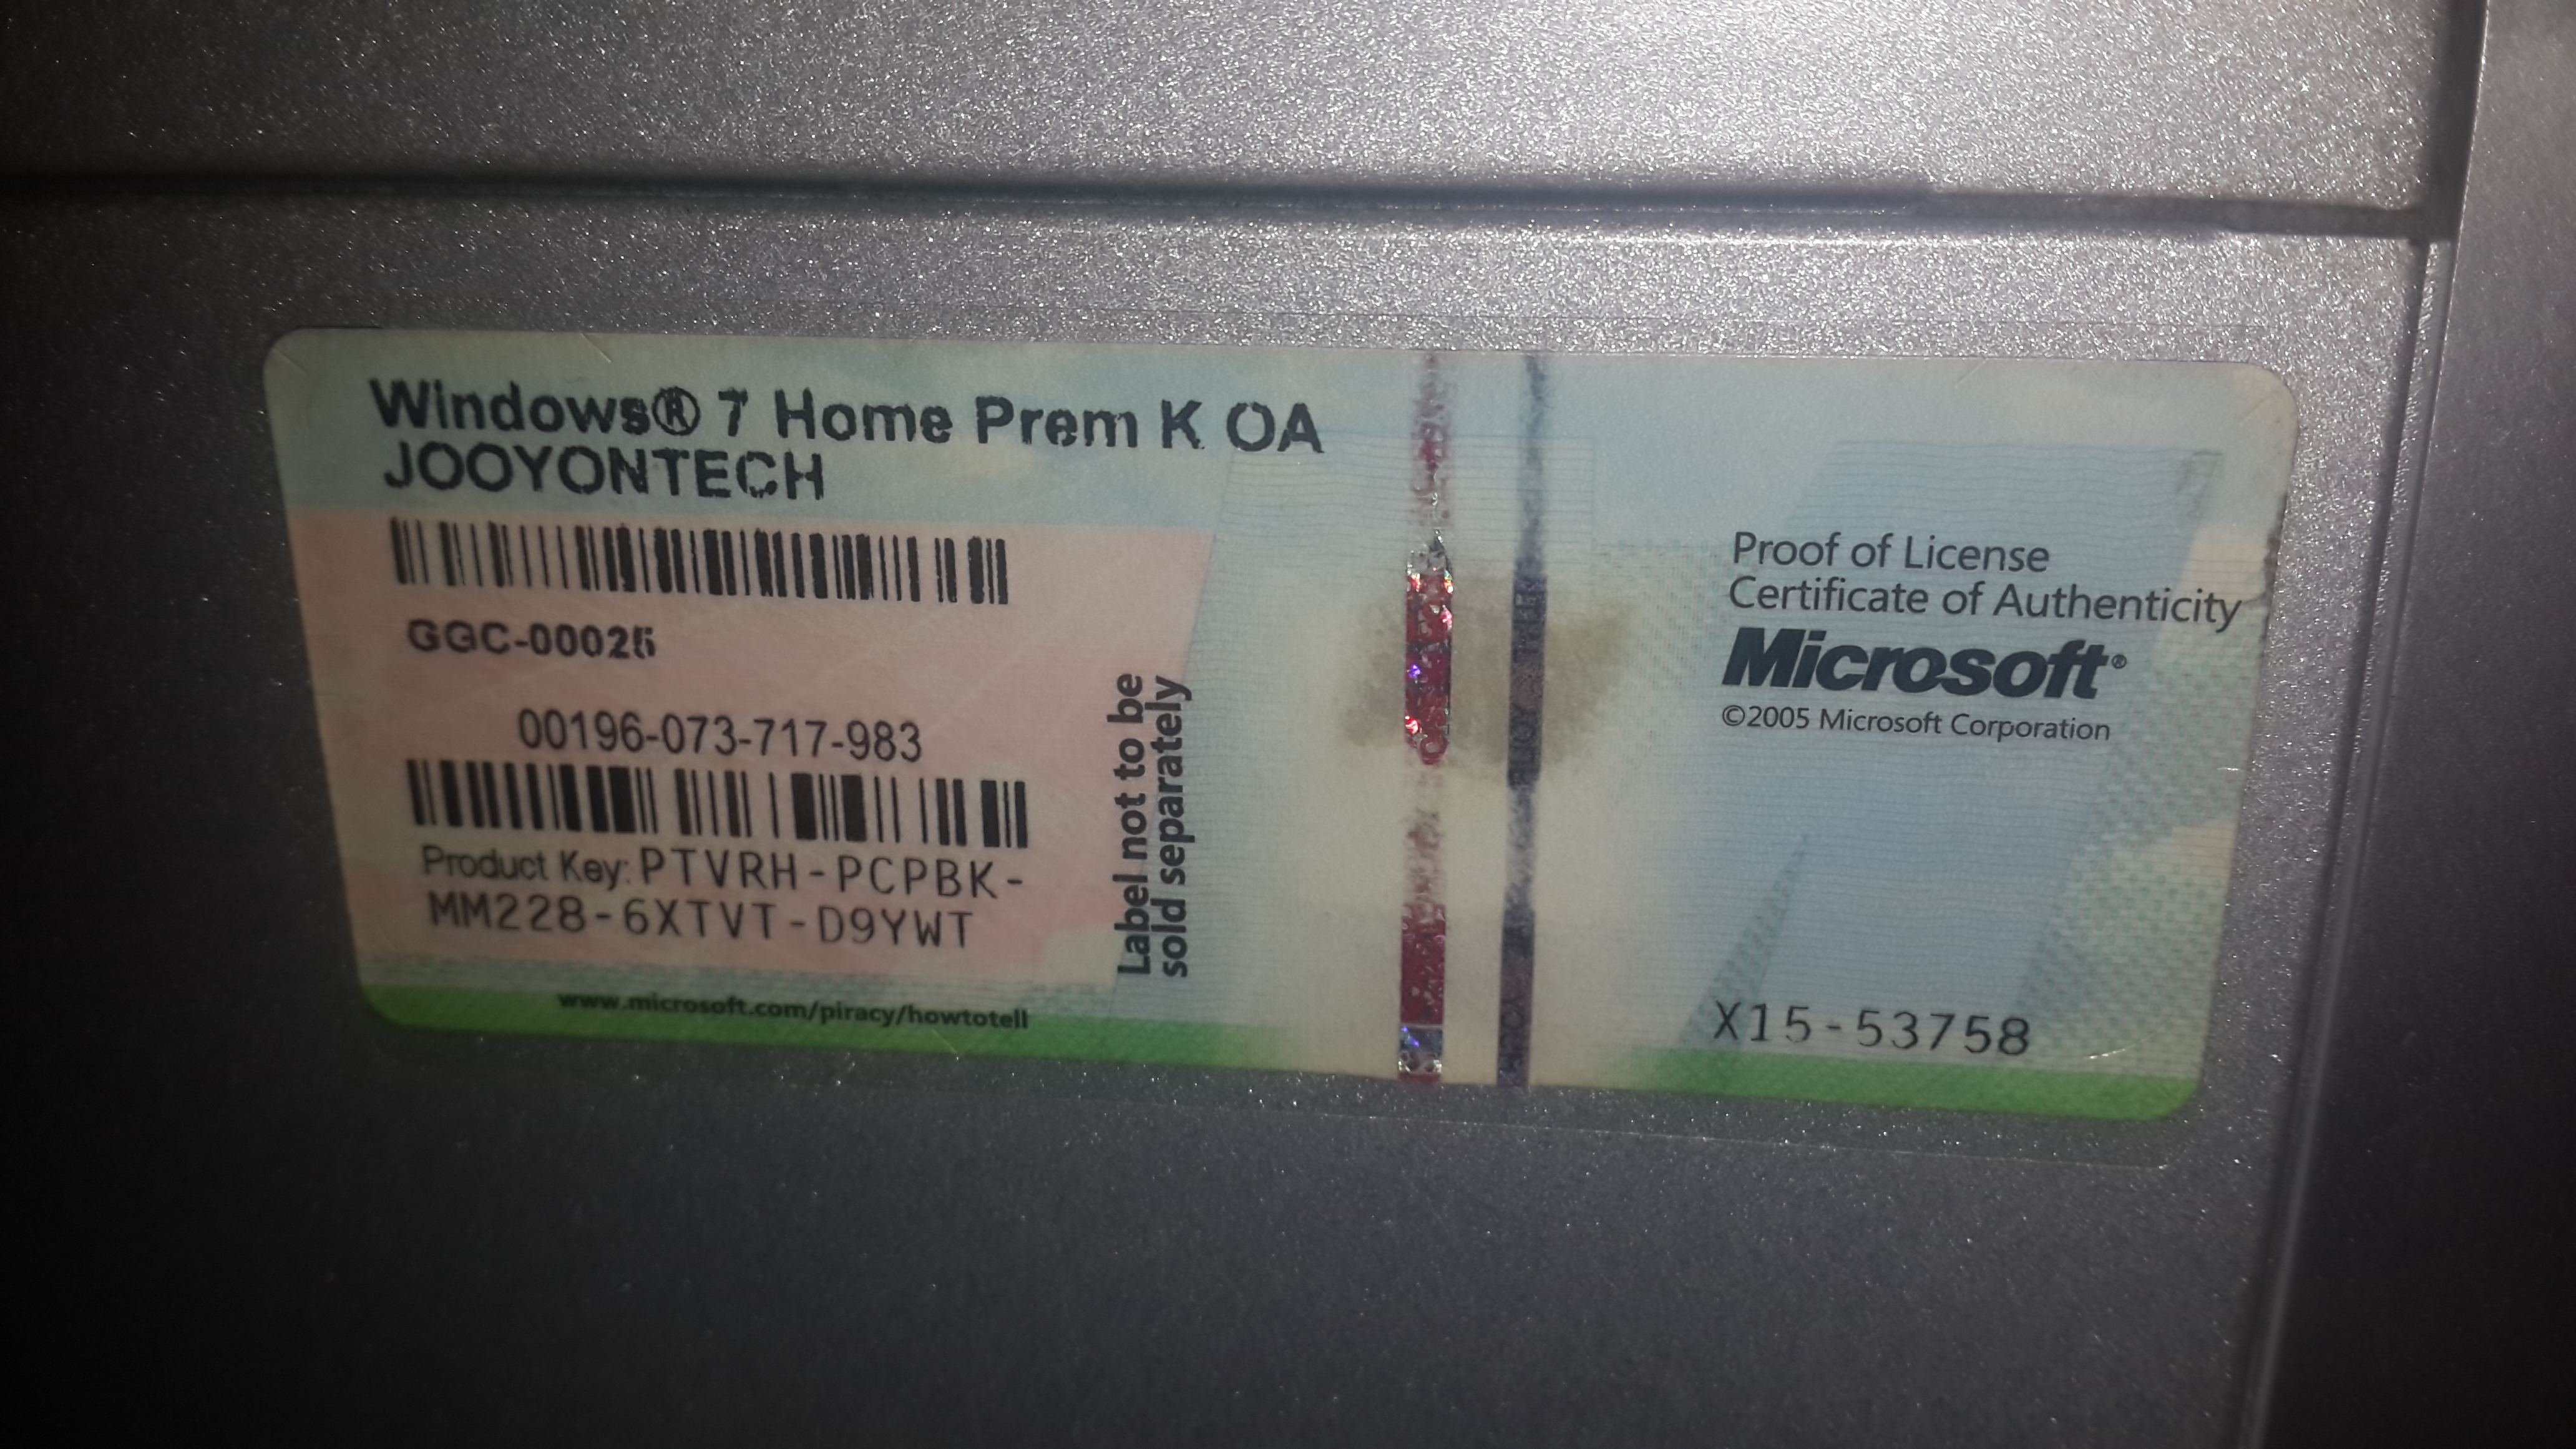 Windows® 7 Home Prem K OA
JOOYONTECH
GGC-00025
00196-073-717-983
Product Key: PTVRH-PCPBK-
MM228-6XTVT-D9YWT
www.microsoft.com/piracy/howtotell
Label not to be
sold separately
Proof of License
Certificate of Authenticity
Microsoft®
©2005 Microsoft Corporation
X15-53758